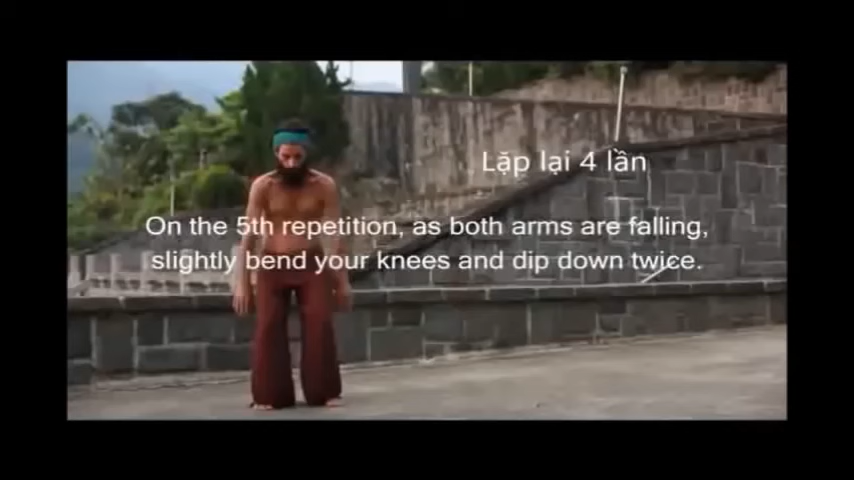 Lặp lại 4 lần
On the 5th repetition, as both arms are falling,
slightly bend your knees and dip down twice.